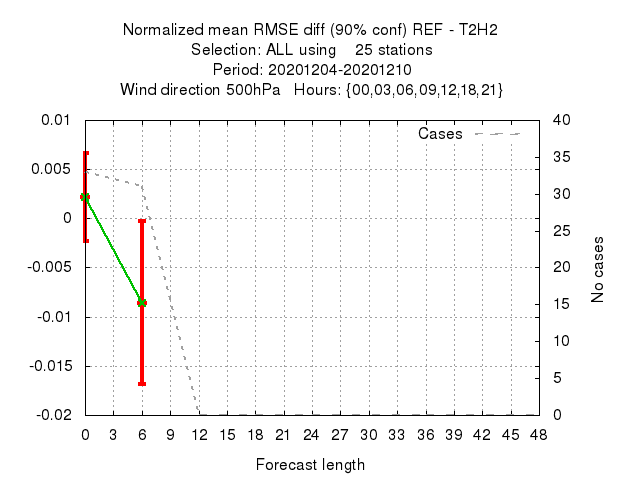 Normalized mean RMSE diff (90% conf) REF - T2H2
Selection: ALL using    25 stations
Period: 20201204-20201210
Wind direction 500hPa   Hours: {00,03,06,09,12,18,21}
Cases
0.01
0.005
0
-0.005
-0.01
-0.015
-0.02
40
35
30
25
20
15
10
5
0
No cases
0 3 6 9 12 15 18 21 24 27 30 33 36 39 42 45 48
Forecast length